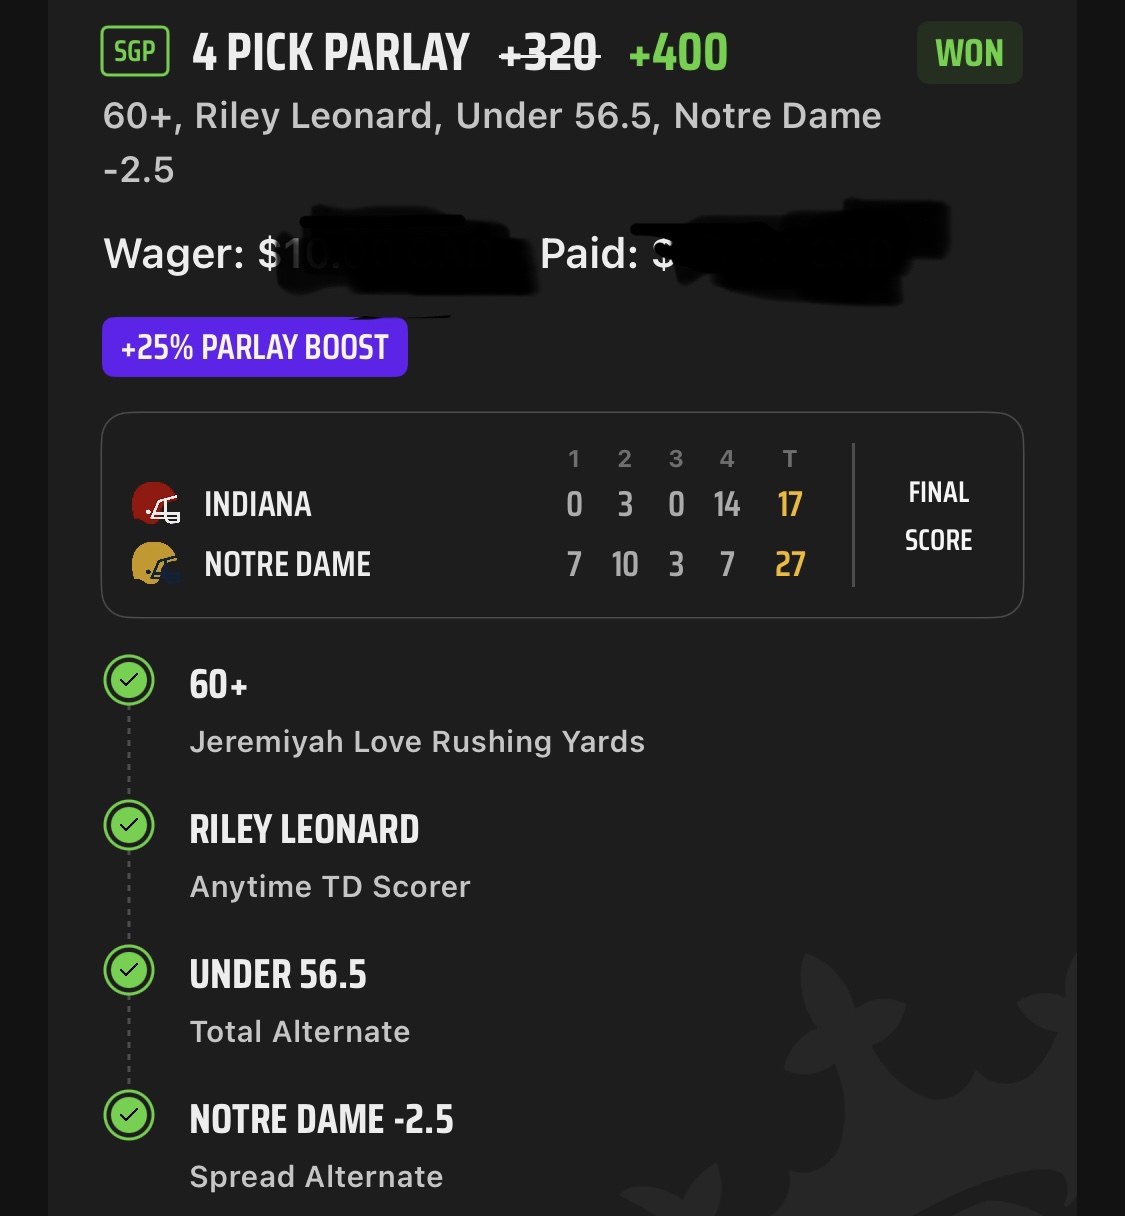 SGP 4 PICK PARLAY +320 +400 WON
60+, Riley Leonard, Under 56.5, Notre Dame
-2.5
Wager: $ Paid: $
+25% PARLAY BOOST
1 2 3 4 T
INDIANA 0 3 0 14 17
NOTRE DAME 7 10 3 7 27
FINAL
SCORE
60+
Jeremiyah Love Rushing Yards
RILEY LEONARD
Anytime TD Scorer
UNDER 56.5
Total Alternate
NOTRE DAME -2.5
Spread Alternate